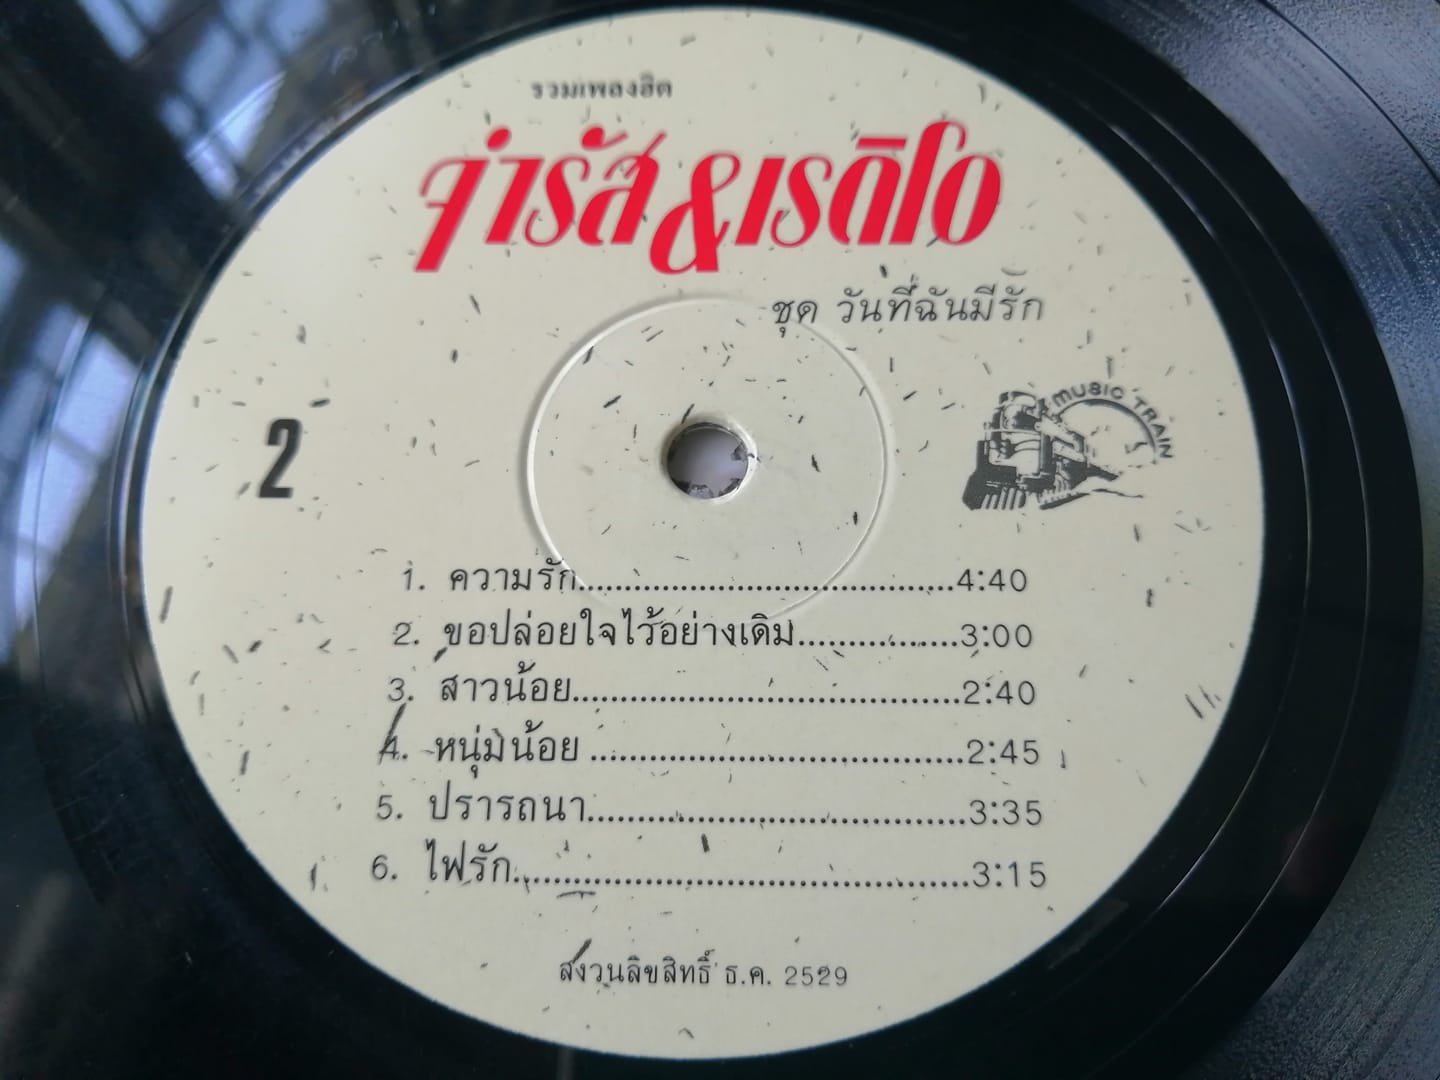 รวมเพลงฮิต
จำรัส&เรดิโอ
ชุด วันที่ฉันมีรัก
MUSIC TRAIN
2
1. ความรัก........................................4:40
2. ขอปล่อยใจไว้อย่างเดิม.................3:00
3. สาวน้อย..........................................2:40
4. หนุ่มน้อย ........................................2:45
5. ปรารถนา........................................3:35
6. ไฟรัก................................................3:15
สงวนลิขสิทธิ์ ธ.ค. 2529